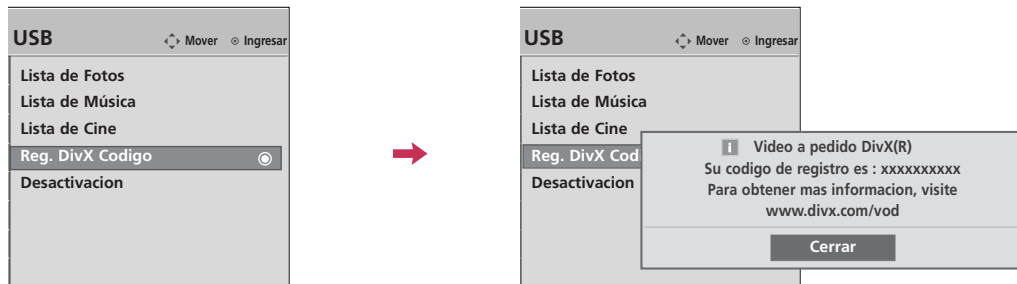 USB Mover Ingresar
Lista de Fotos
Lista de Música
Lista de Cine
Reg. DivX Codigo
Desactivacion
USB Mover Ingresar
Lista de Fotos
Lista de Música
Lista de Cine
Reg. DivX Cod
Desactivacion
i Video a pedido DivX(R)
Su codigo de registro es : xxxxxxxxxx
Para obtener mas informacion, visite
www.divx.com/vod
Cerrar